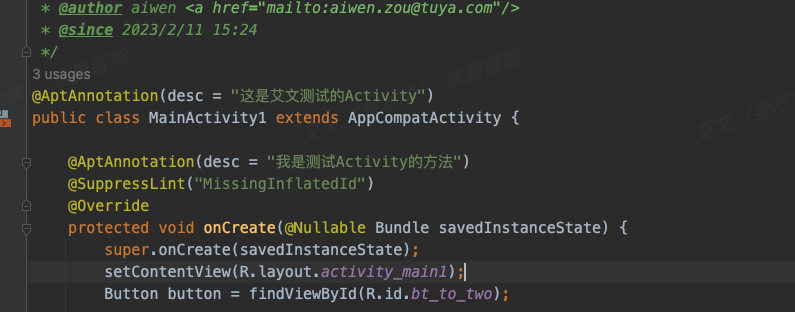 * @author aiwen <a href="mailto:aiwen.zou@tuya.com"/>
* @since 2023/2/11 15:24
*/
3 usages
@AptAnnotation(desc = "这是艾文测试的Activity")
public class MainActivity1 extends AppCompatActivity {
@AptAnnotation(desc = "我是测试Activity的方法")
@SuppressLint("MissingInflatedId")
@Override
protected void onCreate(@Nullable Bundle savedInstanceState) {
super.onCreate(savedInstanceState);
setContentView(R.layout.activity_main1);
Button button = findViewById(R.id.bt_to_two);